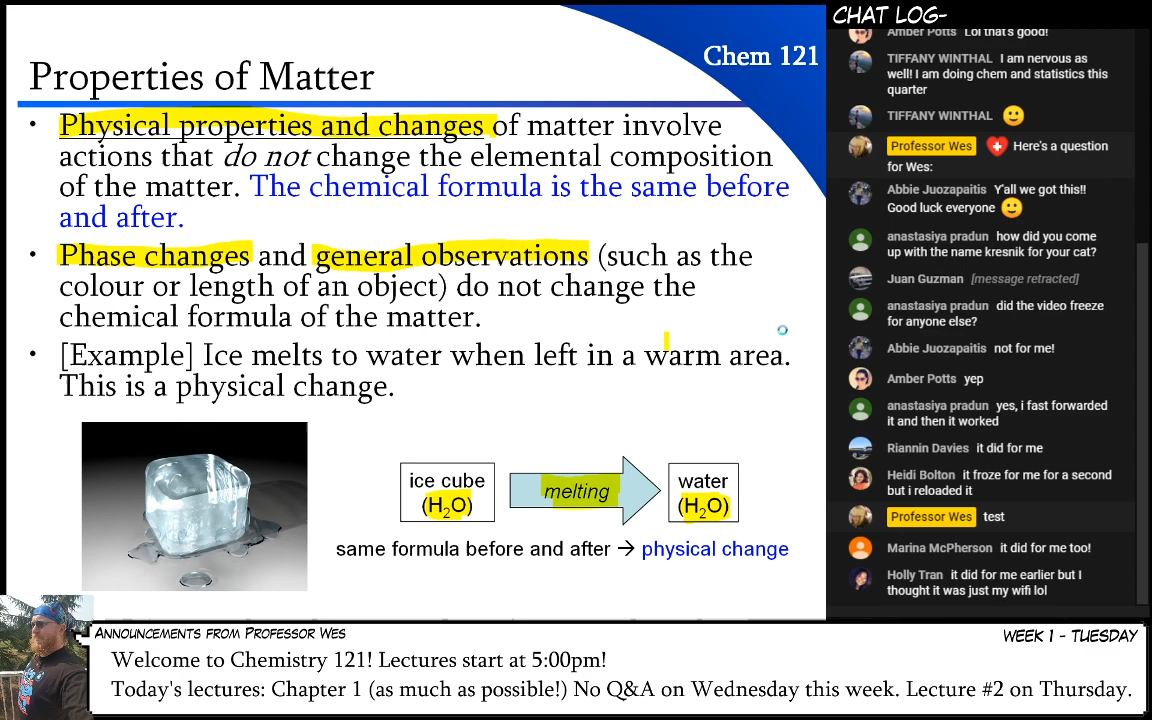 Chem 121
Properties of Matter
• Physical properties and changes of matter involve
actions that do not change the elemental composition
of the matter. The chemical formula is the same before
and after.
• Phase changes and general observations (such as the
colour or length of an object) do not change the
chemical formula of the matter.
• [Example] Ice melts to water when left in a warm area.
This is a physical change.
ice cube
(H₂O)
melting
water
(H₂O)
same formula before and after → physical change
CHAT LOG-
Amber Potts Lol that's good!
TIFFANY WINTHAL I am nervous as
well! I am doing chem and statistics this
quarter
TIFFANY WINTHAL 🙂
Professor Wes Here's a question
for Wes:
Abbie Juozapaitis Y'all we got this!!
Good luck everyone 🙂
anastasiya pradun how did you come
up with the name kresnik for your cat?
Juan Guzman [message retracted]
anastasiya pradun did the video freeze
for anyone else?
Abbie Juozapaitis not for me!
Amber Potts yep
anastasiya pradun yes, i fast forwarded
it and then it worked
Riannin Davies it did for me
Heidi Bolton it froze for me for a second
but i reloaded it
Professor Wes test
Marina McPherson it did for me too!
Holly Tran it did for me earlier but I
thought it was just my wifi lol
ANNOUNCEMENTS FROM PROFESSOR WES
WEEK 1 - TUESDAY
Welcome to Chemistry 121! Lectures start at 5:00pm!
Today's lectures: Chapter 1 (as much as possible!) No Q&A on Wednesday this week. Lecture #2 on Thursday.